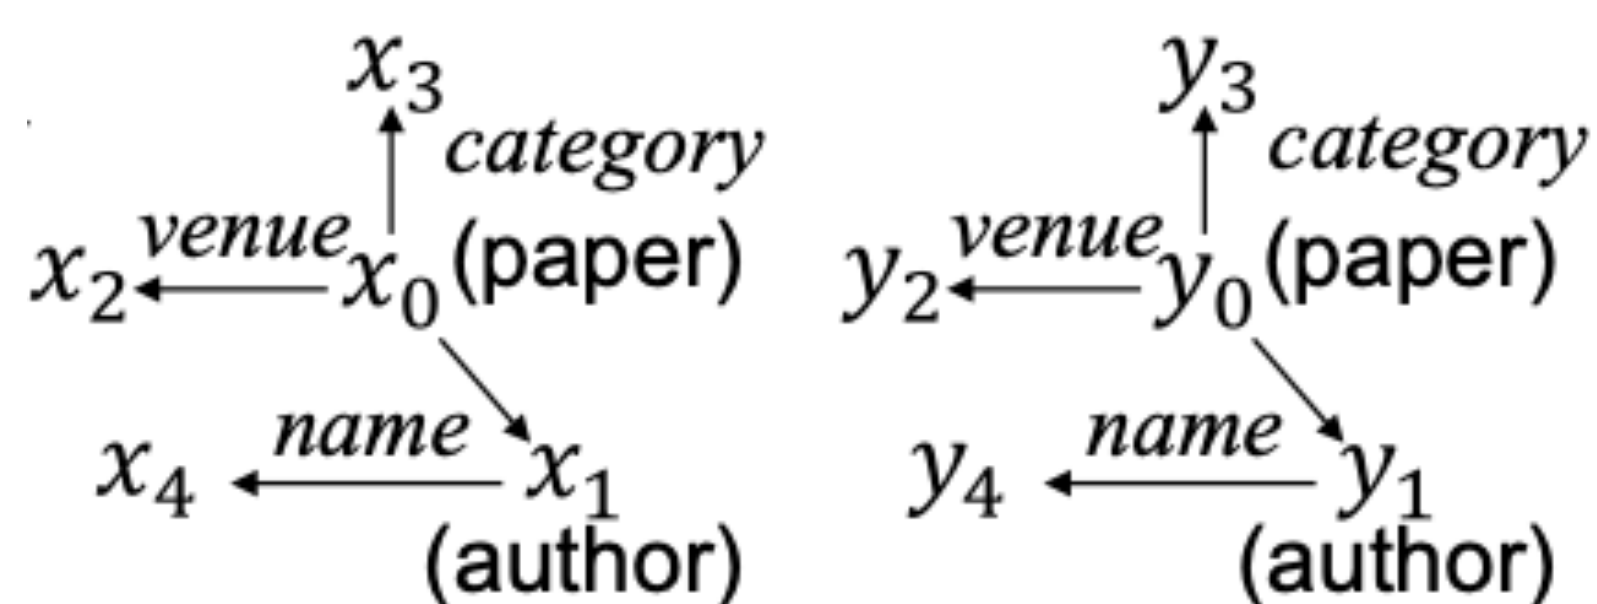 x₃ y₃
category category
venue venue
x₂ x₀ (paper) y₂ y₀ (paper)
name name
x₄ x₁ y₄ y₁
(author) (author)